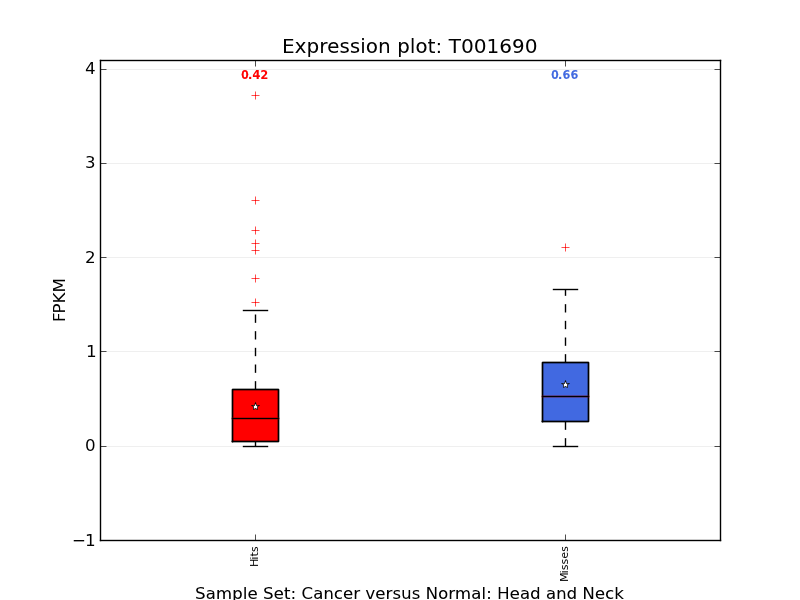 Expression plot: T001690
0.42
0.66
4
3
2
1
0
−1
FPKM
Hits
Misses
Sample Set: Cancer versus Normal: Head and Neck